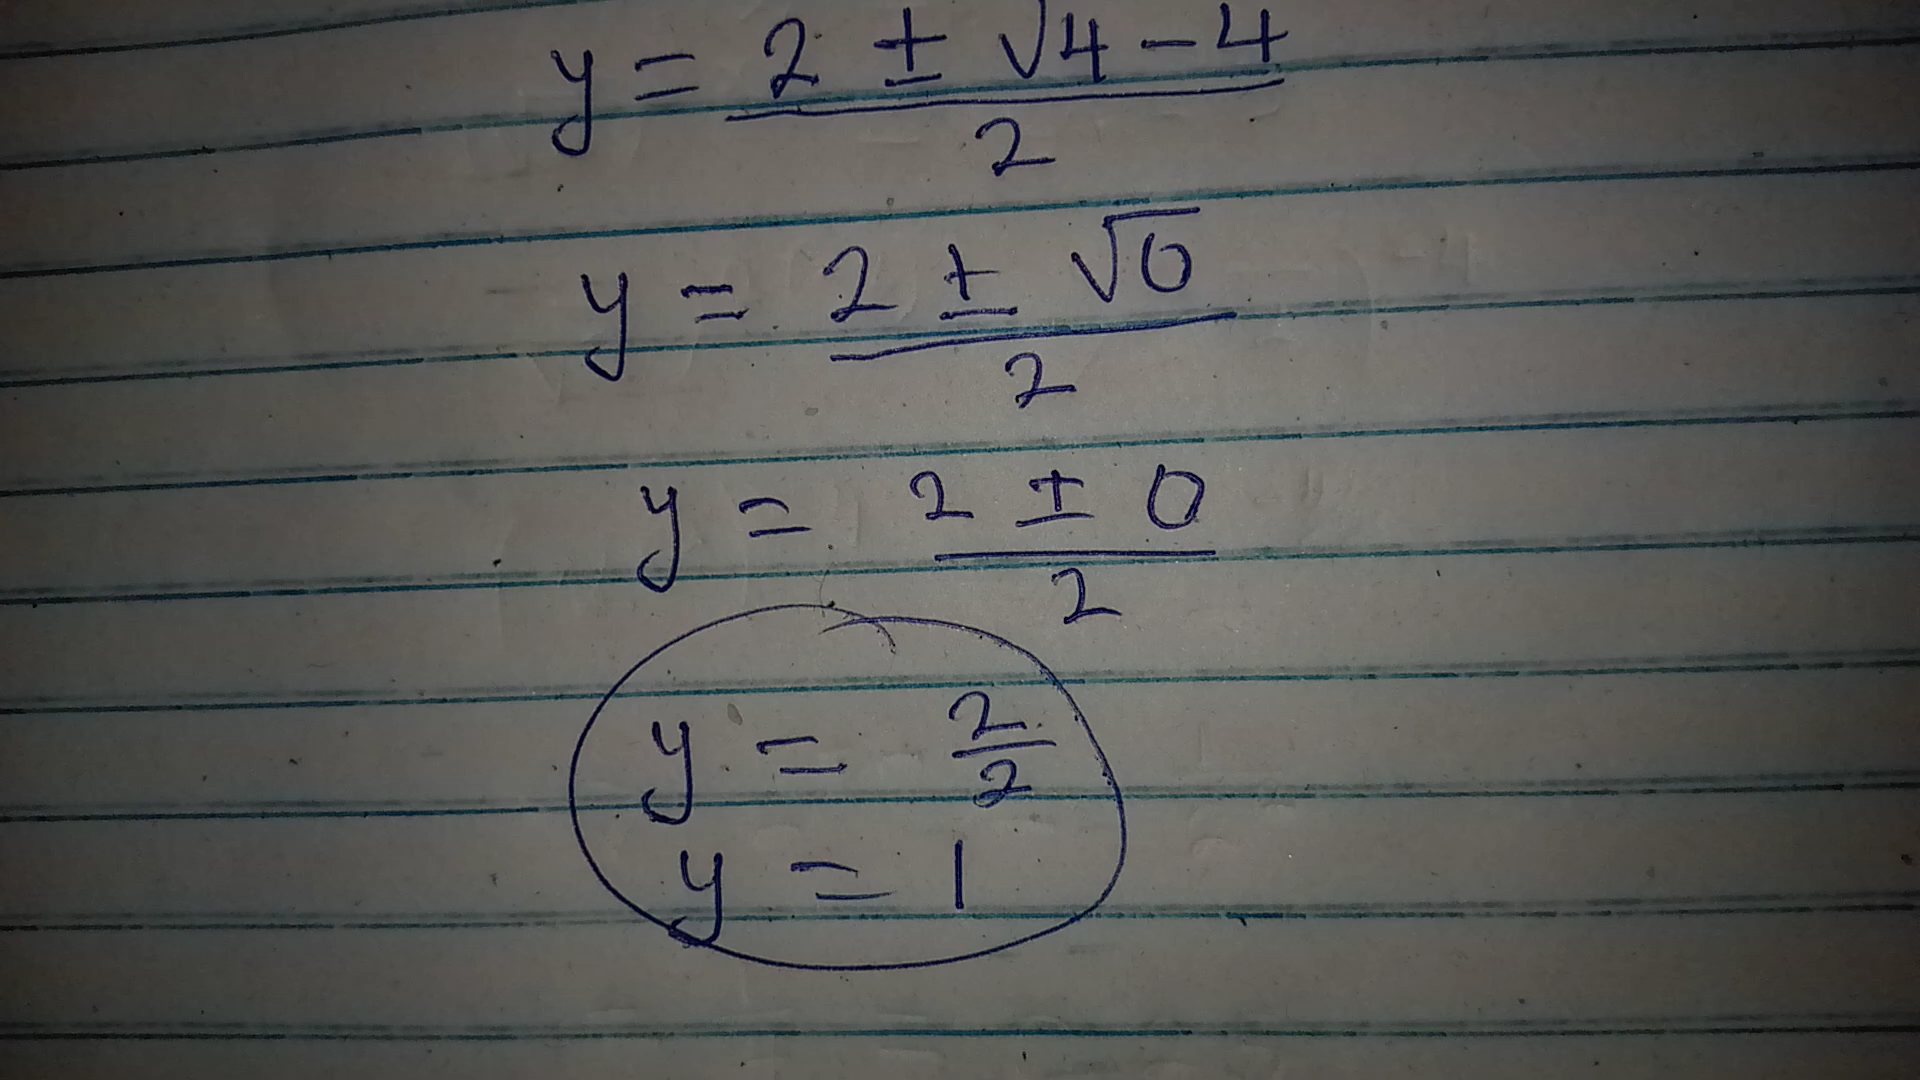 y = 2 ± √4 - 4
2
y = 2 ± √0
2
y = 2 ± 0
2
y = 2/2
y = 1